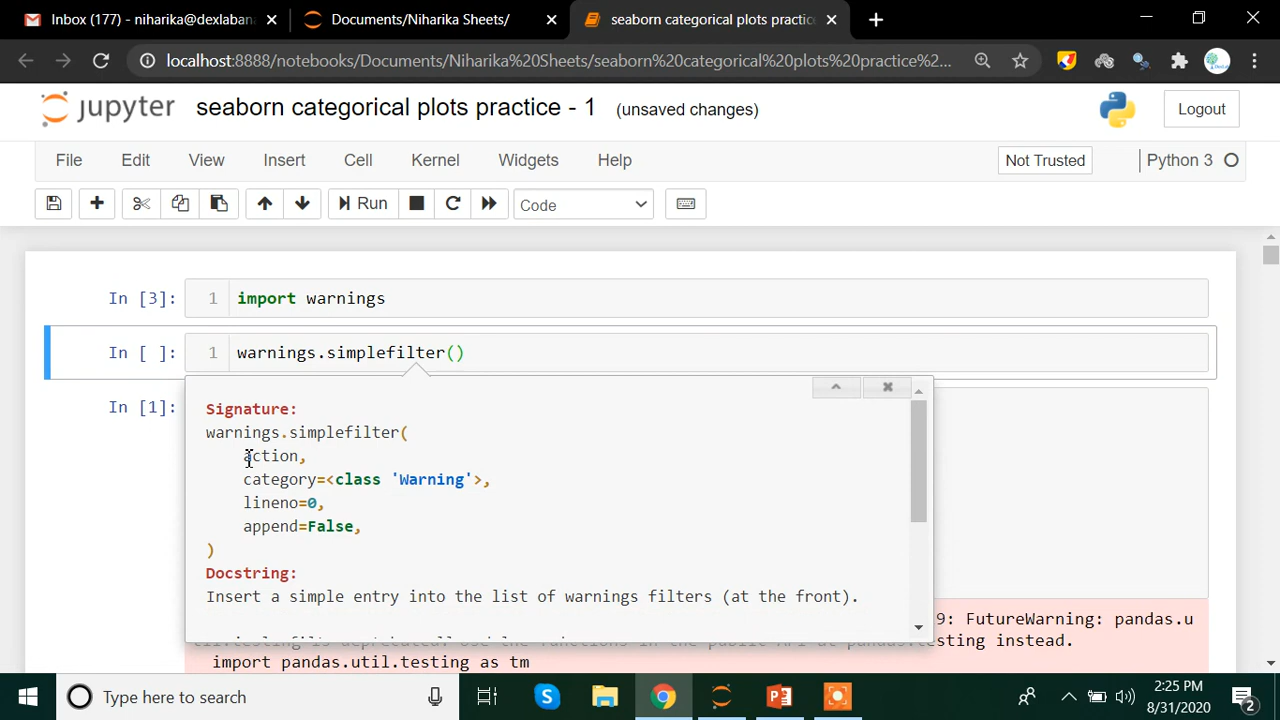 Inbox (177) - niharika@dexlabana
Documents/Niharika Sheets/
seaborn categorical plots practice
localhost:8888/notebooks/Documents/Niharika%20Sheets/seaborn%20categorical%20plots%20practice%...
jupyter seaborn categorical plots practice - 1 (unsaved changes)
Logout
File Edit View Insert Cell Kernel Widgets Help
Not Trusted
Python 3
Run
Code
In [3]: 1 import warnings
In [ ]: 1 warnings.simplefilter()
In [1]:
Signature:
warnings.simplefilter(
action,
category=<class 'Warning'>,
lineno=0,
append=False,
)
Docstring:
Insert a simple entry into the list of warnings filters (at the front).
9: FutureWarning: pandas.u
testing instead.
import pandas.util.testing as tm
Type here to search
2:25 PM
8/31/2020
2